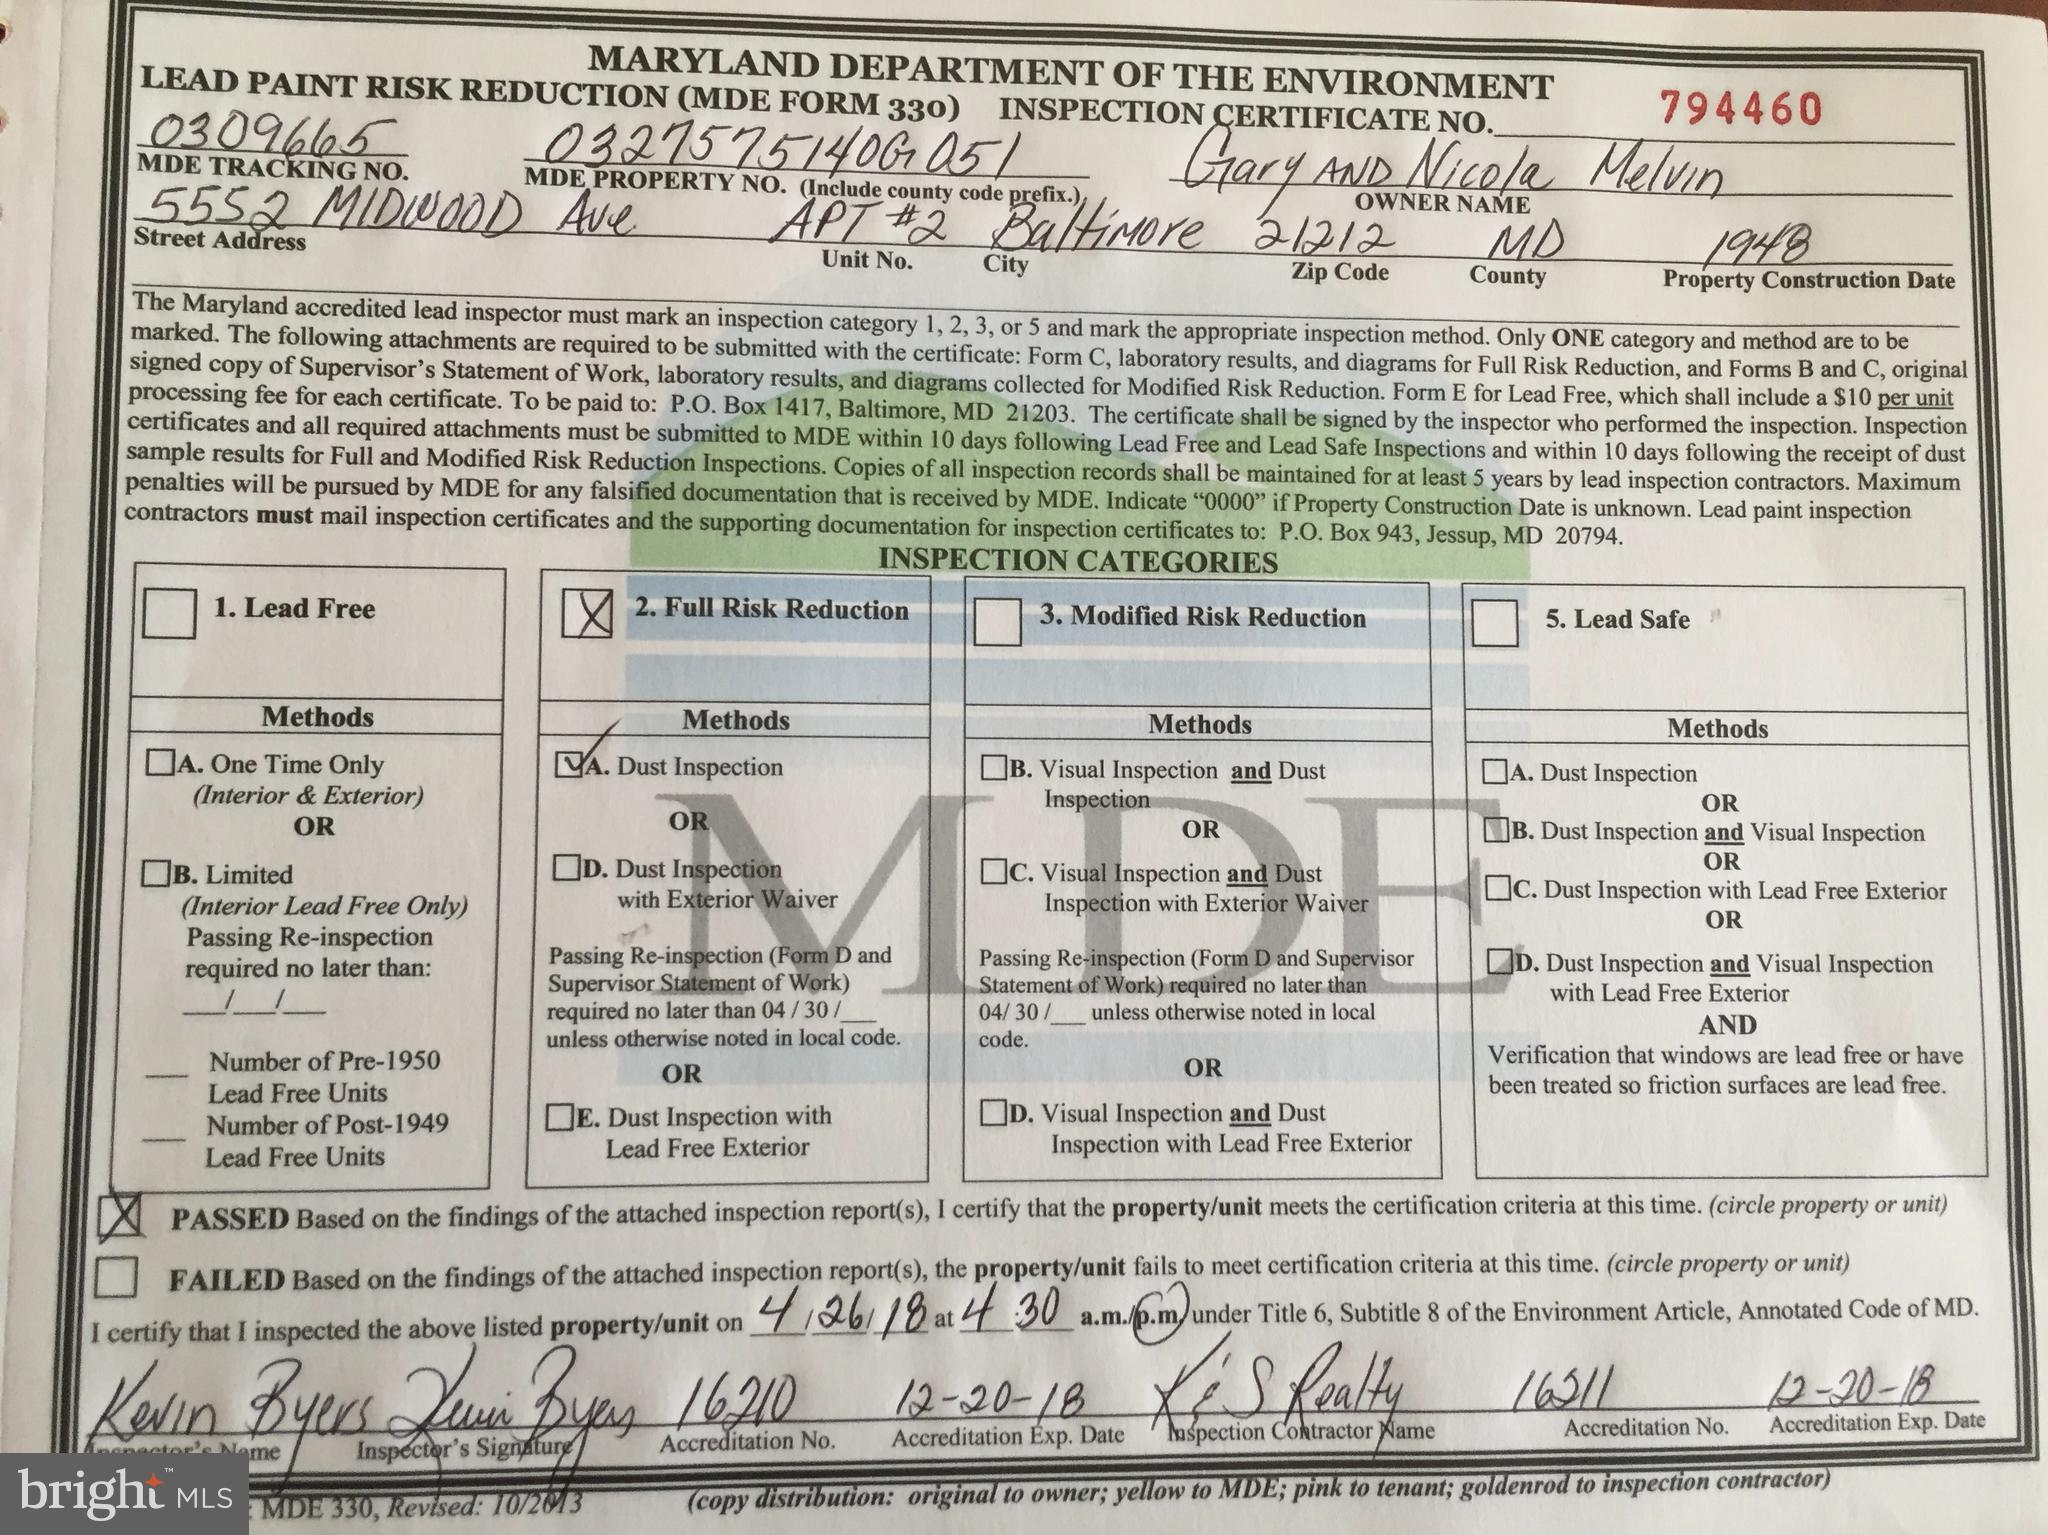 MARYLAND DEPARTMENT OF THE ENVIRONMENT
LEAD PAINT RISK REDUCTION (MDE FORM 330) INSPECTION CERTIFICATE NO. 794460
0309665 0327575140G051 Gary AND Nicola Melvin
MDE TRACKING NO. MDE PROPERTY NO. (Include county code prefix.) OWNER NAME
5552 MIDWOOD Ave APT #2 Baltimore 21212 MD 1948
Street Address Unit No. City Zip Code County Property Construction Date
The Maryland accredited lead inspector must mark an inspection category 1, 2, 3, or 5 and mark the appropriate inspection method. Only ONE category and method are to be
marked. The following attachments are required to be submitted with the certificate: Form C, laboratory results, and diagrams for Full Risk Reduction, and Forms B and C, original
signed copy of Supervisor's Statement of Work, laboratory results, and diagrams collected for Modified Risk Reduction. Form E for Lead Free, which shall include a $10 per unit
processing fee for each certificate. To be paid to: P.O. Box 1417, Baltimore, MD 21203. The certificate shall be signed by the inspector who performed the inspection. Inspection
certificates and all required attachments must be submitted to MDE within 10 days following Lead Free and Lead Safe Inspections and within 10 days following the receipt of dust
sample results for Full and Modified Risk Reduction Inspections. Copies of all inspection records shall be maintained for at least 5 years by lead inspection contractors. Maximum
penalties will be pursued by MDE for any falsified documentation that is received by MDE. Indicate "0000" if Property Construction Date is unknown. Lead paint inspection
contractors must mail inspection certificates and the supporting documentation for inspection certificates to: P.O. Box 943, Jessup, MD 20794.
INSPECTION CATEGORIES
1. Lead Free
Methods
A. One Time Only
(Interior & Exterior)
OR
B. Limited
(Interior Lead Free Only)
Passing Re-inspection
required no later than:
__/__/__
__ Number of Pre-1950
Lead Free Units
__ Number of Post-1949
Lead Free Units
X 2. Full Risk Reduction
Methods
A. Dust Inspection
OR
D. Dust Inspection
with Exterior Waiver
Passing Re-inspection (Form D and
Supervisor Statement of Work)
required no later than 04 / 30 /__
unless otherwise noted in local code.
OR
E. Dust Inspection with
Lead Free Exterior
3. Modified Risk Reduction
Methods
B. Visual Inspection and Dust
Inspection
OR
C. Visual Inspection and Dust
Inspection with Exterior Waiver
Passing Re-inspection (Form D and Supervisor
Statement of Work) required no later than
04/ 30 /__ unless otherwise noted in local
code.
OR
D. Visual Inspection and Dust
Inspection with Lead Free Exterior
5. Lead Safe
Methods
A. Dust Inspection
OR
B. Dust Inspection and Visual Inspection
OR
C. Dust Inspection with Lead Free Exterior
OR
D. Dust Inspection and Visual Inspection
with Lead Free Exterior
AND
Verification that windows are lead free or have
been treated so friction surfaces are lead free.
MDE
X PASSED Based on the findings of the attached inspection report(s), I certify that the property/unit meets the certification criteria at this time. (circle property or unit)
FAILED Based on the findings of the attached inspection report(s), the property/unit fails to meet certification criteria at this time. (circle property or unit)
I certify that I inspected the above listed property/unit on 4/26/18 at 4:30 a.m./p.m. under Title 6, Subtitle 8 of the Environment Article, Annotated Code of MD.
Kevin Byers Kevin Byers 16210 12-20-18 K & S Realty 16211 12-20-18
Inspector's Name Inspector's Signature Accreditation No. Accreditation Exp. Date Inspection Contractor Name Accreditation No. Accreditation Exp. Date
: MDE 330, Revised: 10/2013 (copy distribution: original to owner; yellow to MDE; pink to tenant; goldenrod to inspection contractor)
bright™ MLS